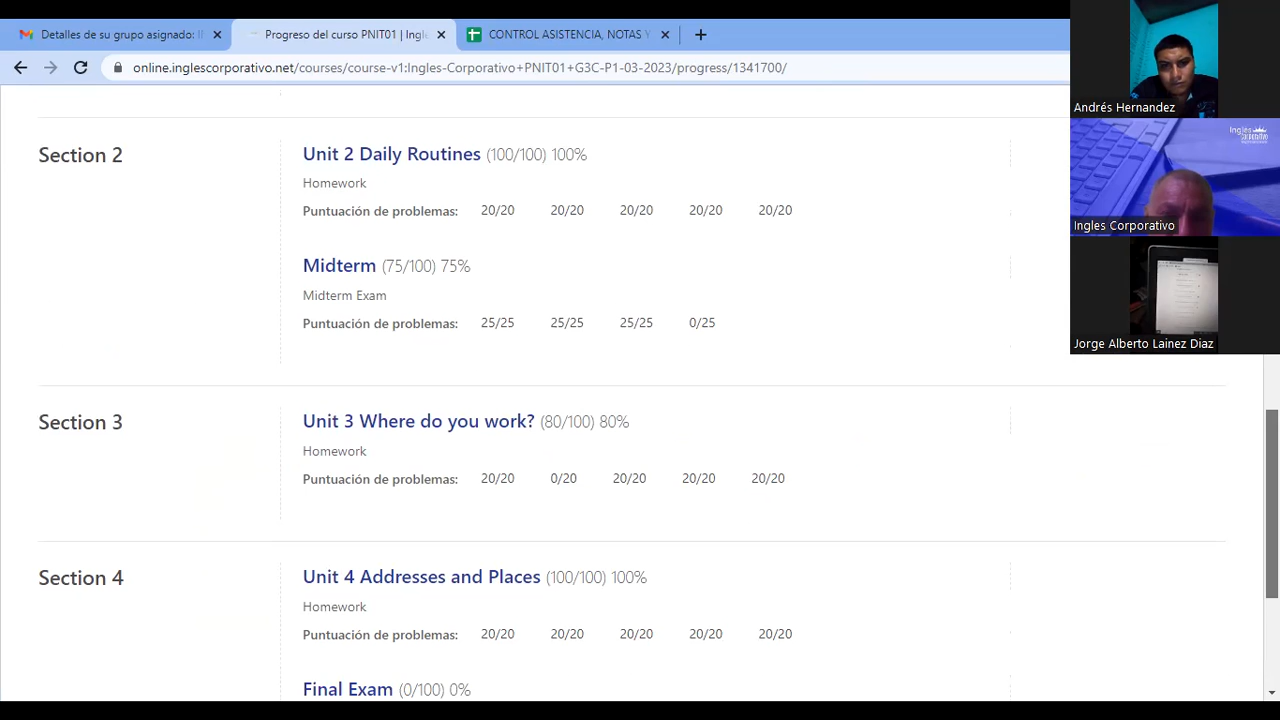 Detalles de su grupo asignado: I
Progreso del curso PNIT01 | Ingl
CONTROL ASISTENCIA, NOTAS Y
online.inglescorporativo.net/courses/course-v1:Ingles-Corporativo+PNIT01+G3C-P1-03-2023/progress/1341700/
Andrés Hernandez
Ingles
CORPORATIVO
Ingles Corporativo
Jorge Alberto Lainez Diaz
Section 2
Unit 2 Daily Routines (100/100) 100%
Homework
Puntuación de problemas: 20/20 20/20 20/20 20/20 20/20
Midterm (75/100) 75%
Midterm Exam
Puntuación de problemas: 25/25 25/25 25/25 0/25
Section 3
Unit 3 Where do you work? (80/100) 80%
Homework
Puntuación de problemas: 20/20 0/20 20/20 20/20 20/20
Section 4
Unit 4 Addresses and Places (100/100) 100%
Homework
Puntuación de problemas: 20/20 20/20 20/20 20/20 20/20
Final Exam (0/100) 0%